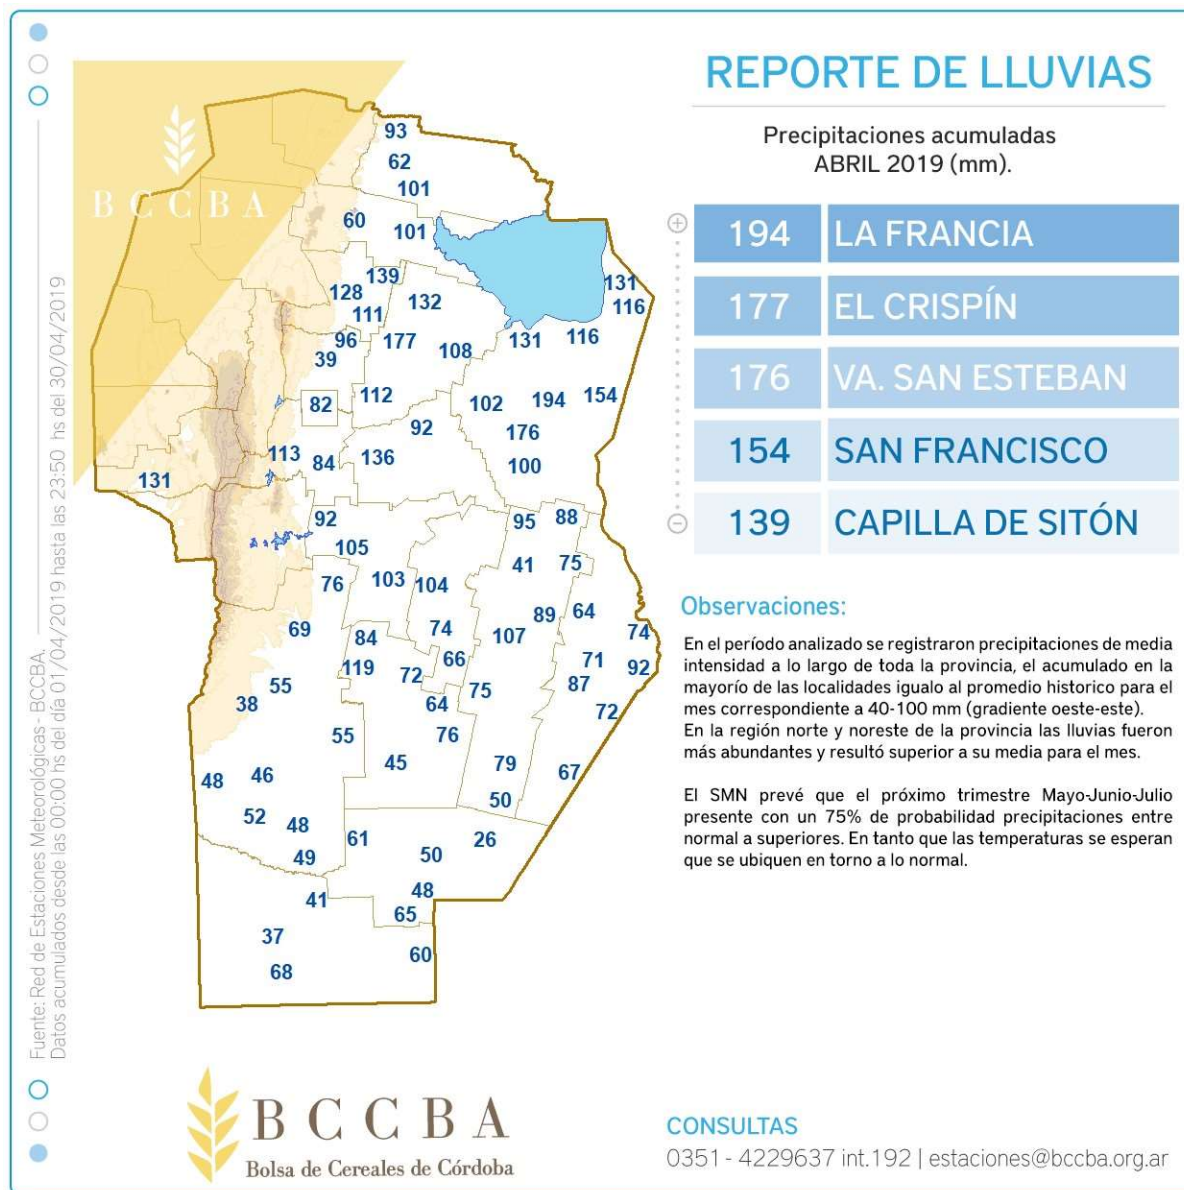 REPORTE DE LLUVIAS
Precipitaciones acumuladas
ABRIL 2019 (mm).
194 LA FRANCIA
177 EL CRISPÍN
176 VA. SAN ESTEBAN
154 SAN FRANCISCO
139 CAPILLA DE SITÓN
Observaciones:
En el período analizado se registraron precipitaciones de media
intensidad a lo largo de toda la provincia, el acumulado en la
mayorío de las localidades igualo al promedio historico para el
mes correspondiente a 40-100 mm (gradiente oeste-este).
En la región norte y noreste de la provincia las lluvias fueron
más abundantes y resultó superior a su media para el mes.
El SMN prevé que el próximo trimestre Mayo-Junio-Julio
presente con un 75% de probabilidad precipitaciones entre
normal a superiores. En tanto que las temperaturas se esperan
que se ubiquen en torno a lo normal.
CONSULTAS
0351 - 4229637 int.192 | estaciones@bccba.org.ar
BCCBA
93
62
101
60
101
139
128
132
111
131
116
96
177
131
116
39
108
82
112
102
194
154
92
176
113
84
136
100
131
92
95
88
105
41
75
76
103
104
89
64
69
84
74
107
74
119
72
66
71
92
55
75
87
38
64
72
55
76
45
79
67
48
46
50
52
48
61
26
49
50
41
48
65
37
60
68
BCCBA
Bolsa de Cereales de Córdoba
Fuente: Red de Estaciones Meteorológicas - BCCBA.
Datos acumulados desde las 00:00 hs del día 01/04/2019 hasta las 23:50 hs del 30/04/2019